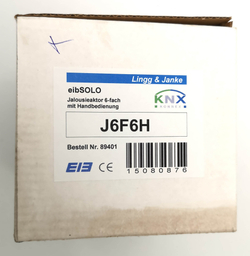 Lingg & Janke
eibSOLO
Jalousieaktor 6-fach
mit Handbedienung
KNX
J6F6H
Bestell Nr. 89401
EIB CE
15080876